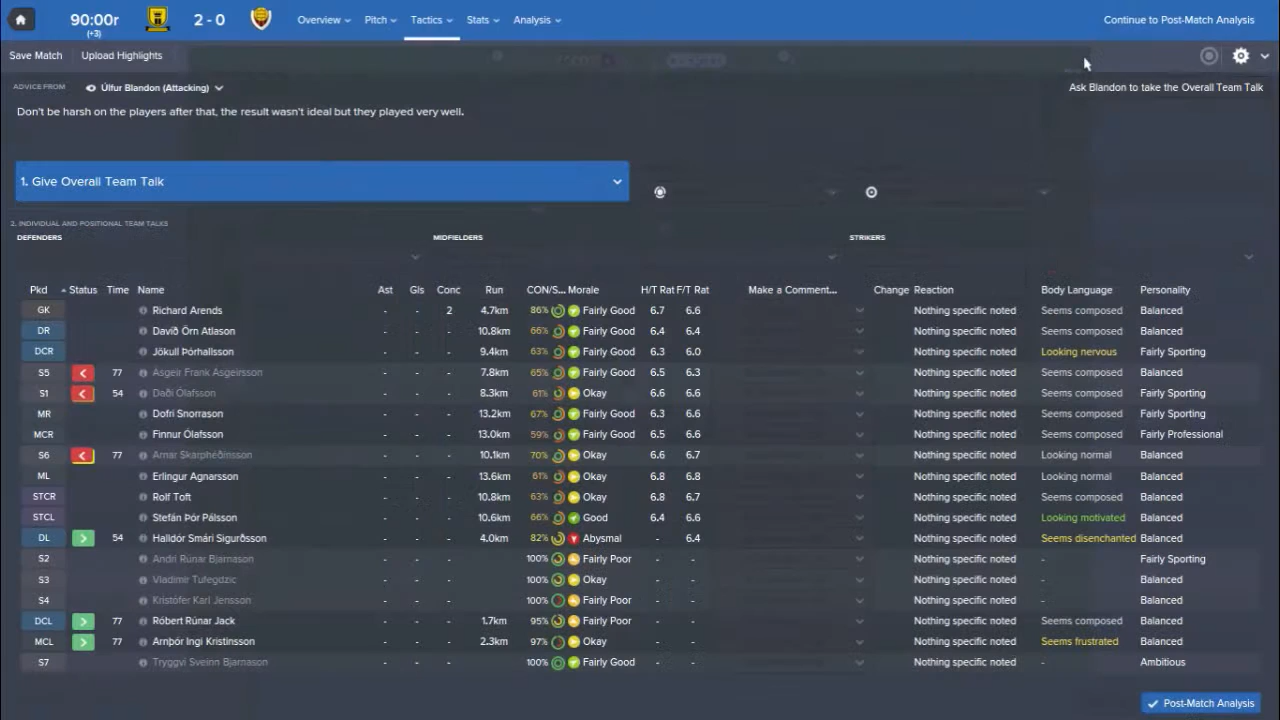 90:00r
(+3)
2 - 0
Overview Pitch Tactics Stats Analysis
Continue to Post-Match Analysis
Save Match Upload Highlights
ADVICE FROM Úlfur Blandon (Attacking)
Ask Blandon to take the Overall Team Talk
Don't be harsh on the players after that, the result wasn't ideal but they played very well.
1. Give Overall Team Talk
2. INDIVIDUAL AND POSITIONAL TEAM TALKS
DEFENDERS MIDFIELDERS STRIKERS
Pkd Status Time Name Ast Gls Conc Run CON/S... Morale H/T Rat F/T Rat Make a Comment... Change Reaction Body Language Personality
GK Richard Arends - - 2 4.7km 86% Fairly Good 6.7 6.6 Nothing specific noted Seems composed Balanced
DR Davíð Örn Atlason - - - 10.8km 66% Fairly Good 6.4 6.4 Nothing specific noted Seems composed Balanced
DCR Jökull Þórhallsson - - - 9.4km 63% Fairly Good 6.3 6.0 Nothing specific noted Looking nervous Fairly Sporting
S5 77 Ásgeir Frank Ásgeirsson - - - 7.8km 65% Fairly Good 6.5 6.3 Nothing specific noted Seems composed Balanced
S1 54 Daði Ólafsson - - - 8.3km 61% Okay 6.6 6.6 Nothing specific noted Seems composed Fairly Sporting
MR Dofri Snorrason - - - 13.2km 67% Fairly Good 6.3 6.6 Nothing specific noted Seems composed Fairly Sporting
MCR Finnur Ólafsson - - - 13.0km 59% Fairly Good 6.5 6.6 Nothing specific noted Seems composed Fairly Professional
S6 77 Arnar Skarphéðinsson - - - 10.1km 70% Okay 6.6 6.7 Nothing specific noted Looking normal Balanced
ML Erlingur Agnarsson - - - 13.6km 61% Okay 6.8 6.8 Nothing specific noted Looking normal Balanced
STCR Rolf Toft - - - 10.8km 63% Okay 6.8 6.7 Nothing specific noted Seems composed Balanced
STCL Stefán Þór Pálsson - - - 10.6km 66% Good 6.4 6.6 Nothing specific noted Looking motivated Balanced
DL 54 Halldór Smári Sigurðsson - - - 4.0km 82% Abysmal - 6.4 Nothing specific noted Seems disenchanted Balanced
S2 Andri Rúnar Bjarnason - - - 100% Fairly Poor - - Nothing specific noted - Fairly Sporting
S3 Vladimir Tufegdzic - - - 100% Okay - - Nothing specific noted - Balanced
S4 Kristófer Karl Jensson - - - 100% Fairly Poor - - Nothing specific noted - Balanced
DCL 77 Róbert Rúnar Jack - - - 1.7km 95% Fairly Poor - - Nothing specific noted Seems composed Balanced
MCL 77 Arnþór Ingi Kristinsson - - - 2.3km 97% Okay - - Nothing specific noted Seems frustrated Balanced
S7 Tryggvi Sveinn Bjarnason - - - 100% Fairly Good - - Nothing specific noted - Ambitious
Post-Match Analysis